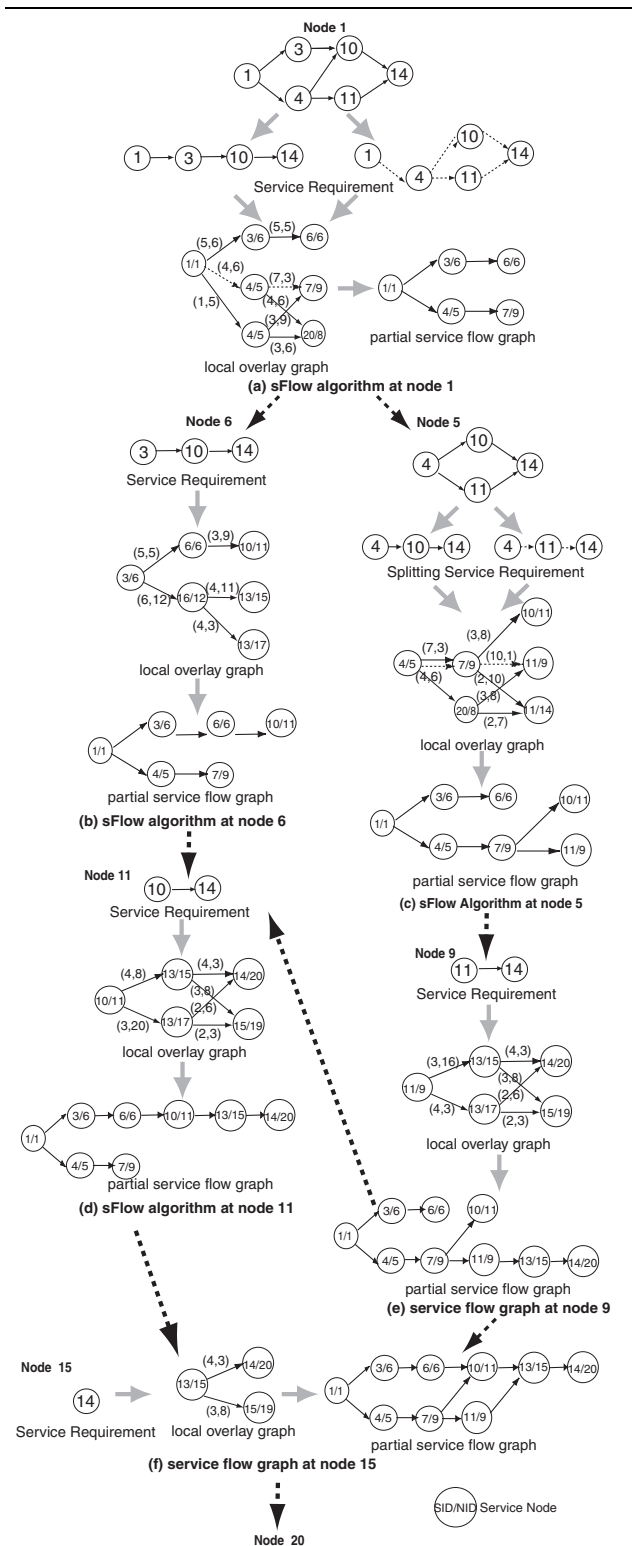 Node 1
3 10
1 14
4 11
1 3 10 14
1 10 14
4 11
Service Requirement
(5,6) 3/6 (5,5) 6/6
1/1 (4,6) 4/5 (7,3) 7/9
(4,6)
(1,5) (3,9)
4/5 (3,6) 20/8
local overlay graph
3/6 6/6
1/1
4/5 7/9
partial service flow graph
(a) sFlow algorithm at node 1
Node 6
3 10 14
Service Requirement
6/6 (3,9) 10/11
(5,5)
3/6
(6,12) 16/12 (4,11) 13/15
(4,3)
13/17
local overlay graph
3/6 6/6 10/11
1/1
4/5 7/9
partial service flow graph
(b) sFlow algorithm at node 6
Node 5
10
4 14
11
4 10 14
4 11 14
Splitting Service Requirement
10/11
(3,8)
4/5 (7,3) 7/9 (10,1) 11/9
(4,6) (2,10)
(3,8)
20/8 (2,7) 11/14
local overlay graph
3/6 6/6 10/11
1/1
4/5 7/9 11/9
partial service flow graph
(c) sFlow Algorithm at node 5
Node 11
10 14
Service Requirement
(4,8) 13/15 (4,3) 14/20
10/11 (3,8)
(2,6)
(3,20) 13/17 (2,3) 15/19
local overlay graph
3/6 6/6 10/11 13/15 14/20
1/1
4/5 7/9
partial service flow graph
(d) sFlow algorithm at node 11
Node 9
11 14
Service Requirement
(3,16) 13/15 (4,3) 14/20
11/9 (3,8)
(2,6)
(4,3) 13/17 (2,3) 15/19
local overlay graph
3/6 6/6 10/11
1/1
4/5 7/9 11/9 13/15 14/20
partial service flow graph
(e) service flow graph at node 9
Node 15
14
Service Requirement
(4,3) 14/20
13/15
(3,8) 15/19
local overlay graph
3/6 6/6 10/11 13/15 14/20
1/1
4/5 7/9 11/9
partial service flow graph
(f) service flow graph at node 15
SID/NID Service Node
Node 20